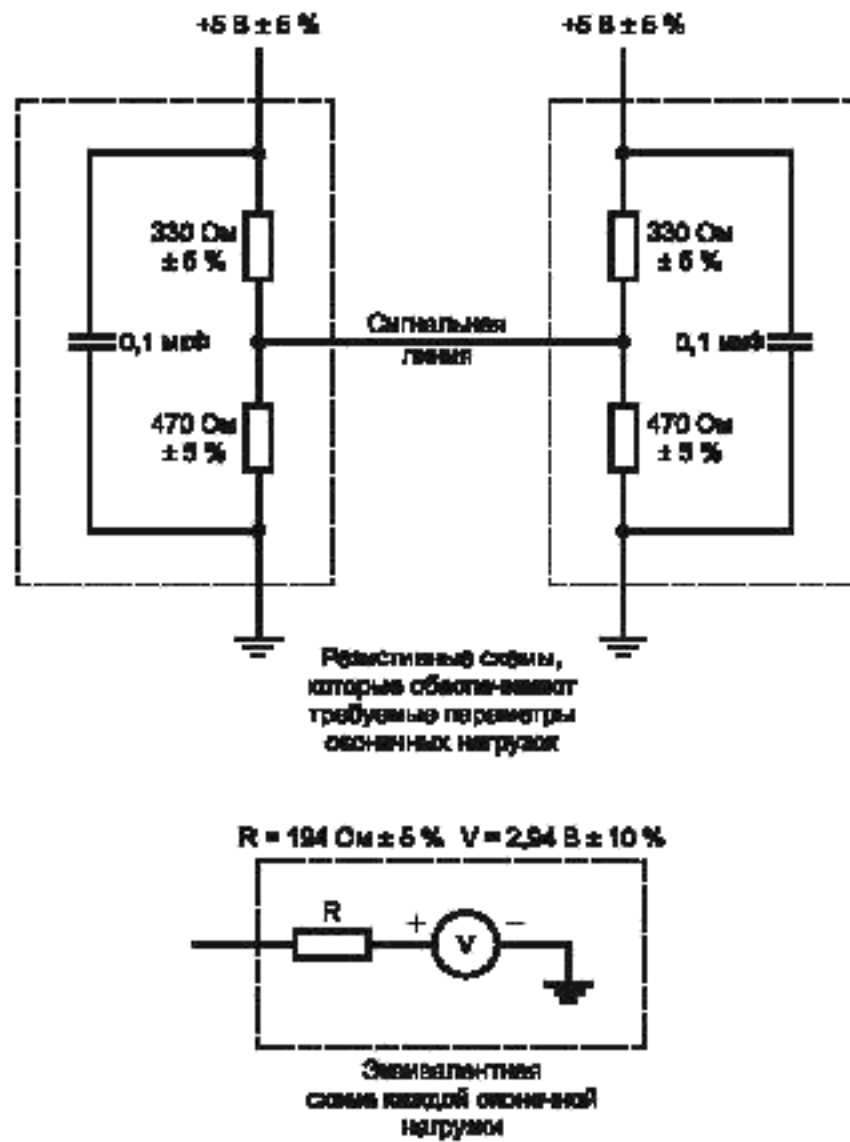 +5 В ± 5 %
+5 В ± 5 %
330 Ом
± 5 %
330 Ом
± 5 %
0,1 мкф
Сигнальная
линия
0,1 мкф
470 Ом
± 5 %
470 Ом
± 5 %
Резистивные схемы,
которые обеспечивают
требуемые параметры
оконечных нагрузок
R = 194 Ом ± 5 % V = 2,94 В ± 10 %
R
+
−
V
Эквивалентная
схема каждой оконечной
нагрузки